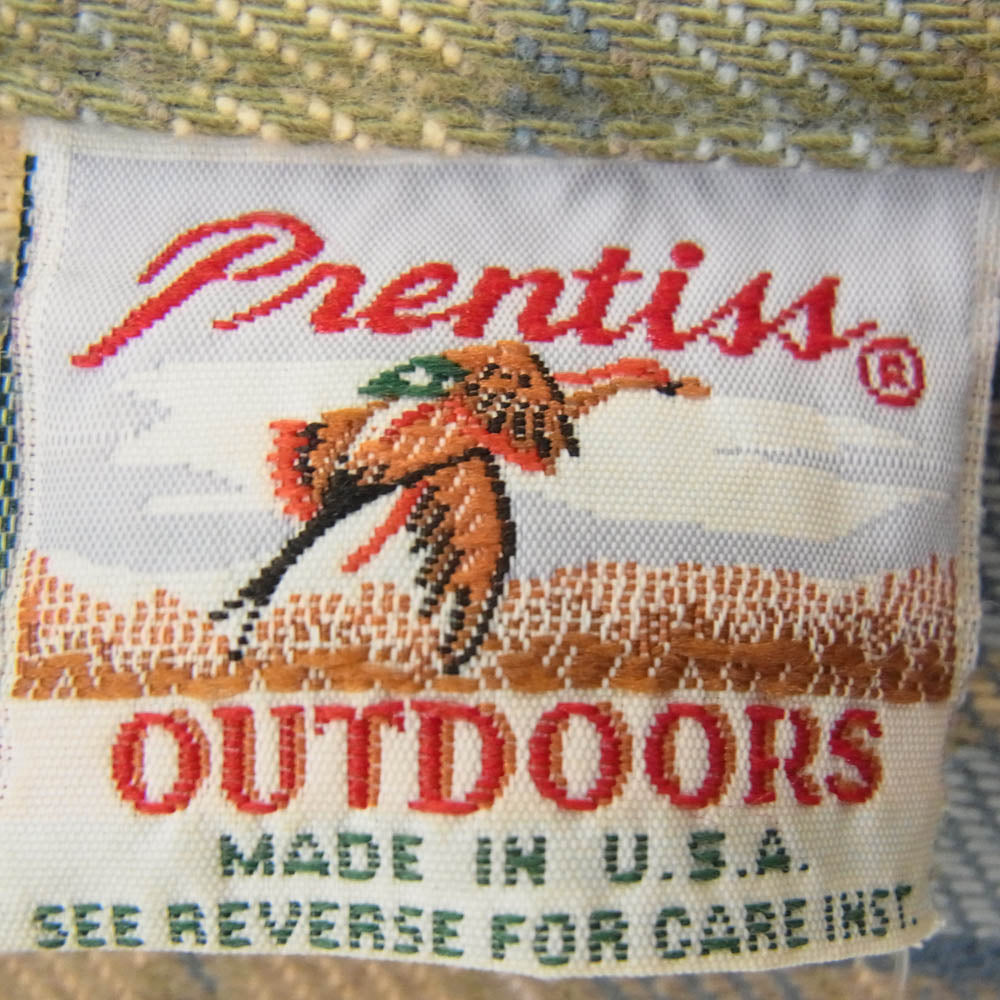 Prentiss®
OUTDOORS
MADE IN U.S.A.
SEE REVERSE FOR CARE INST.